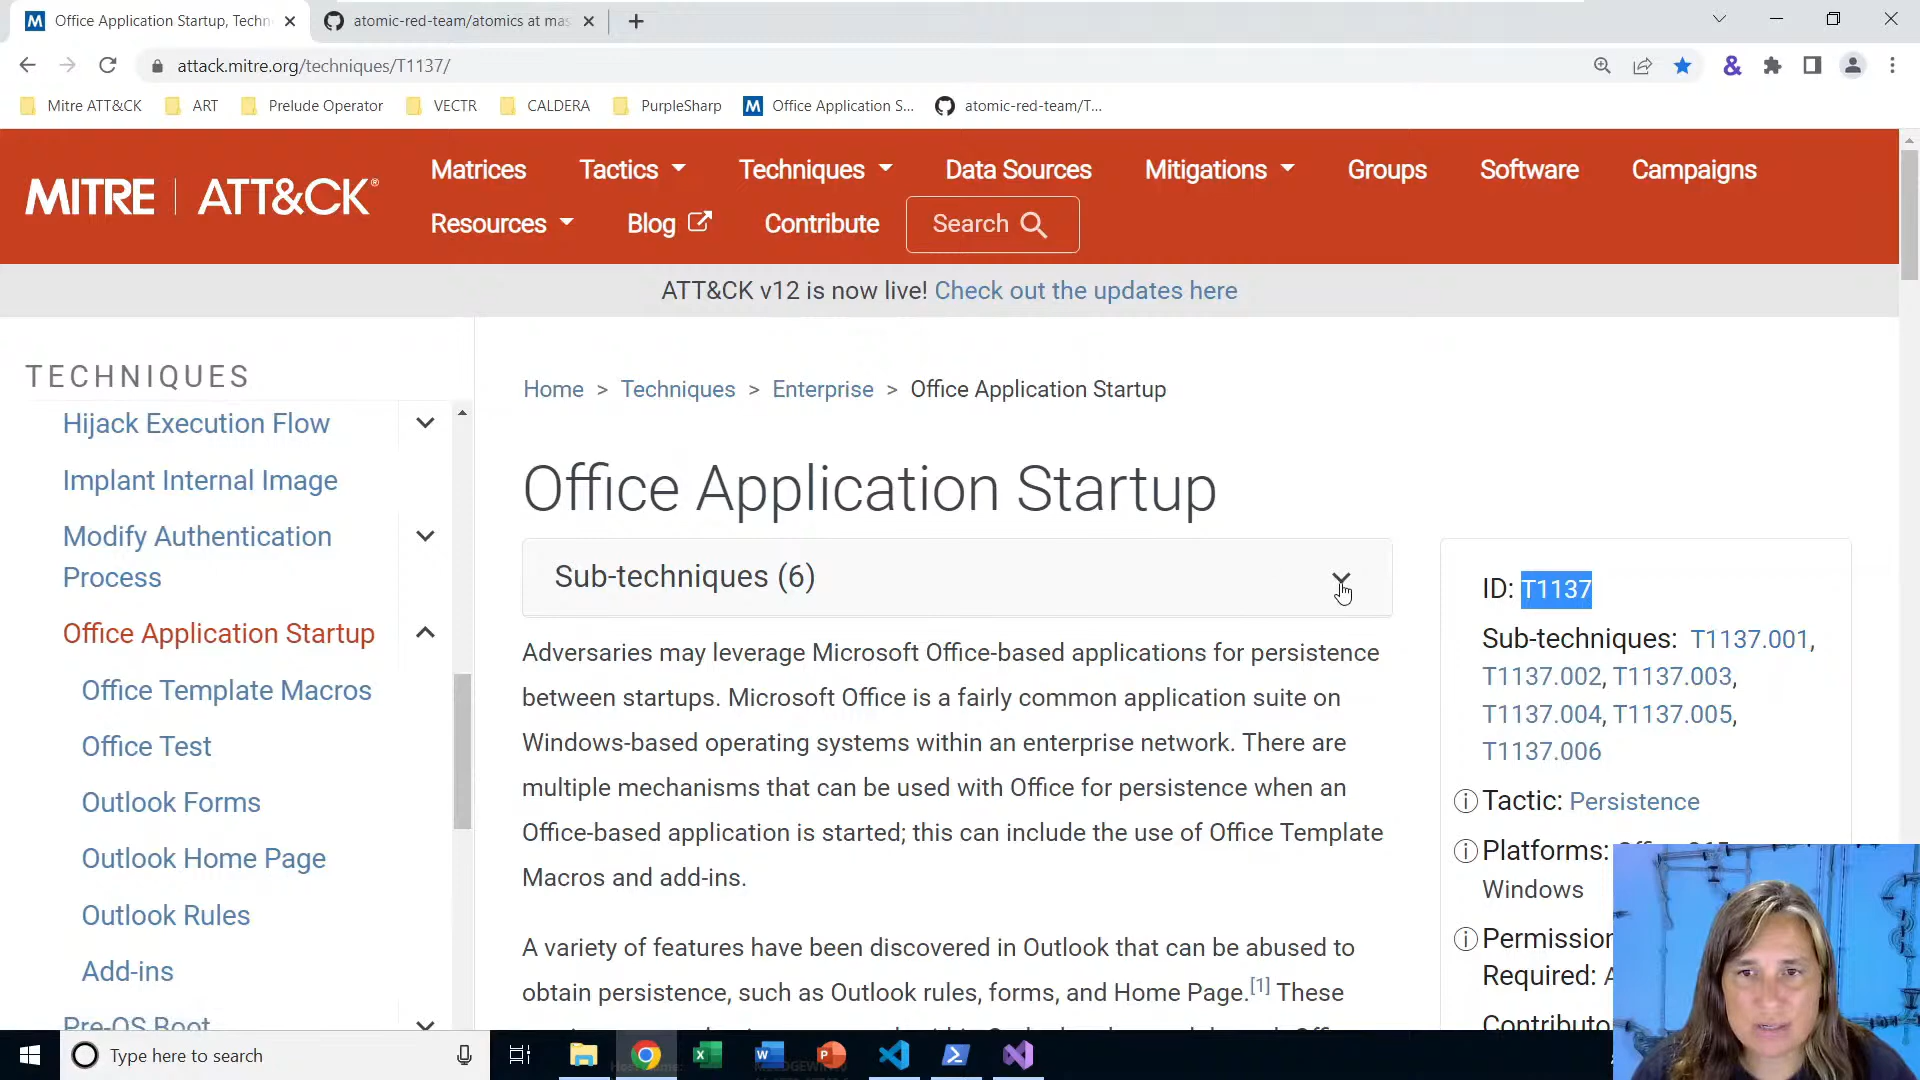 Office Application Startup, Techn
atomic-red-team/atomics at mas
attack.mitre.org/techniques/T1137/
Mitre ATT&CK
ART
Prelude Operator
VECTR
CALDERA
PurpleSharp
Office Application S...
atomic-red-team/T...
MITRE | ATT&CK®
Matrices
Tactics
Techniques
Data Sources
Mitigations
Groups
Software
Campaigns
Resources
Blog
Contribute
Search
ATT&CK v12 is now live! Check out the updates here
TECHNIQUES
Hijack Execution Flow
Implant Internal Image
Modify Authentication
Process
Office Application Startup
Office Template Macros
Office Test
Outlook Forms
Outlook Home Page
Outlook Rules
Add-ins
Pre-OS Boot
Home > Techniques > Enterprise > Office Application Startup
Office Application Startup
Sub-techniques (6)
Adversaries may leverage Microsoft Office-based applications for persistence
between startups. Microsoft Office is a fairly common application suite on
Windows-based operating systems within an enterprise network. There are
multiple mechanisms that can be used with Office for persistence when an
Office-based application is started; this can include the use of Office Template
Macros and add-ins.
A variety of features have been discovered in Outlook that can be abused to
obtain persistence, such as Outlook rules, forms, and Home Page.[1] These
ID: T1137
Sub-techniques: T1137.001,
T1137.002, T1137.003,
T1137.004, T1137.005,
T1137.006
Tactic: Persistence
Platforms:
Windows
Permission
Required:
Contributo
Type here to search